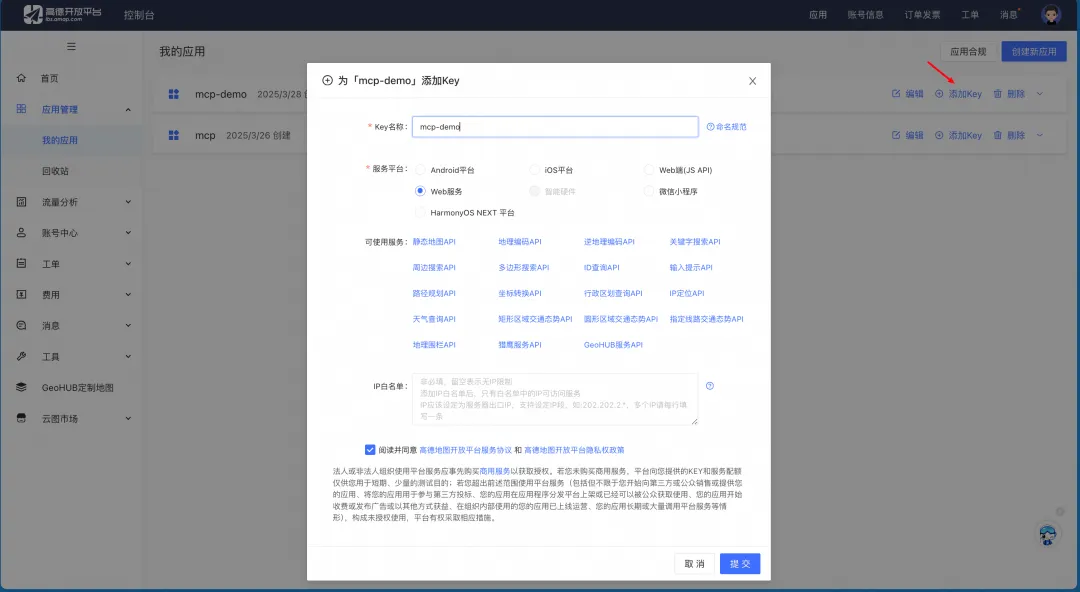 高德开放平台 控制台 应用 账号信息 订单发票 工单 消息
lbs.amap.com
我的应用 应用合规 创建新应用
首页
应用管理
我的应用
回收站
流量分析
账号中心
工单
费用
消息
工具
GeoHUB定制地图
云图市场
mcp-demo 2025/3/28 编辑 添加Key 删除
mcp 2025/3/26 创建 编辑 添加Key 删除
为「mcp-demo」添加Key
* Key名称: mcp-demo 命名规范
* 服务平台: Android平台 iOS平台 Web端(JS API)
Web服务 智能硬件 微信小程序
HarmonyOS NEXT 平台
可使用服务: 静态地图API 地理编码API 逆地理编码API 关键字搜索API
周边搜索API 多边形搜索API ID查询API 输入提示API
路径规划API 坐标转换API 行政区划查询API IP定位API
天气查询API 矩形区域交通态势API 圆形区域交通态势API 指定线路交通态势API
地理围栏API 猎鹰服务API GeoHUB服务API
IP白名单: 非必填，留空表示无IP限制
添加IP白名单后，只有白名单中的IP可访问服务
IP应该设定为服务器出口IP，支持设定IP段，如:202.202.2.*，多个IP请每行填
写一条
阅读并同意 高德地图开放平台服务协议 和 高德地图开放平台隐私权政策
法人或非法人组织使用平台服务应事先购买商用服务以获取授权。若您未购买商用服务，平台向您提供的KEY和服务配额
仅供您用于短期、少量的测试目的；若您超出前述范围使用平台服务（包括但不限于您开始向第三方或公众销售或提供您
的应用、将您的应用用于参与第三方投标、您的应用在应用程序分发平台上架或已经可以被公众获取使用、您的应用开始
收费或发布广告或以其他方式获益、在组织内部使用的您的应用已上线运营、您的应用长期或大量调用平台服务等情
形），构成未授权使用，平台有权采取相应措施。
取 消 提 交